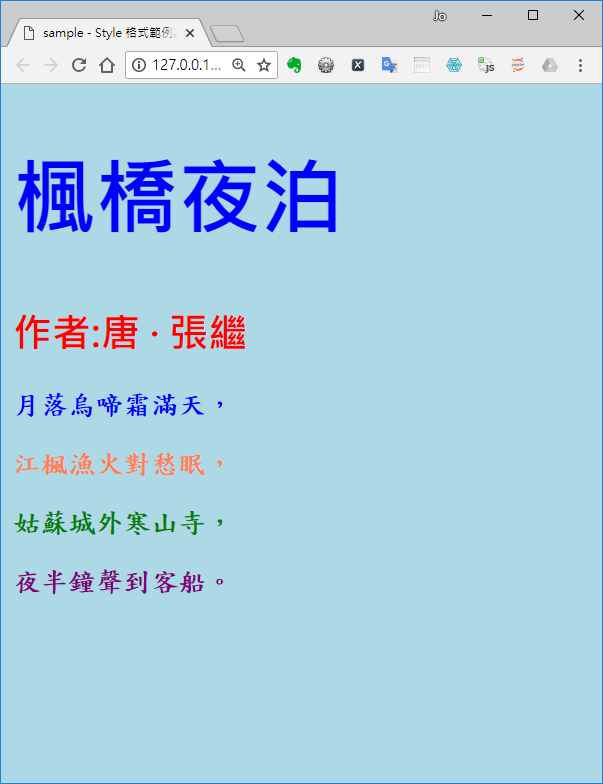 Jo
sample - Style 格式範例
127.0.0.1...
楓橋夜泊
作者:唐 · 張繼
月落烏啼霜滿天，
江楓漁火對愁眠，
姑蘇城外寒山寺，
夜半鐘聲到客船。